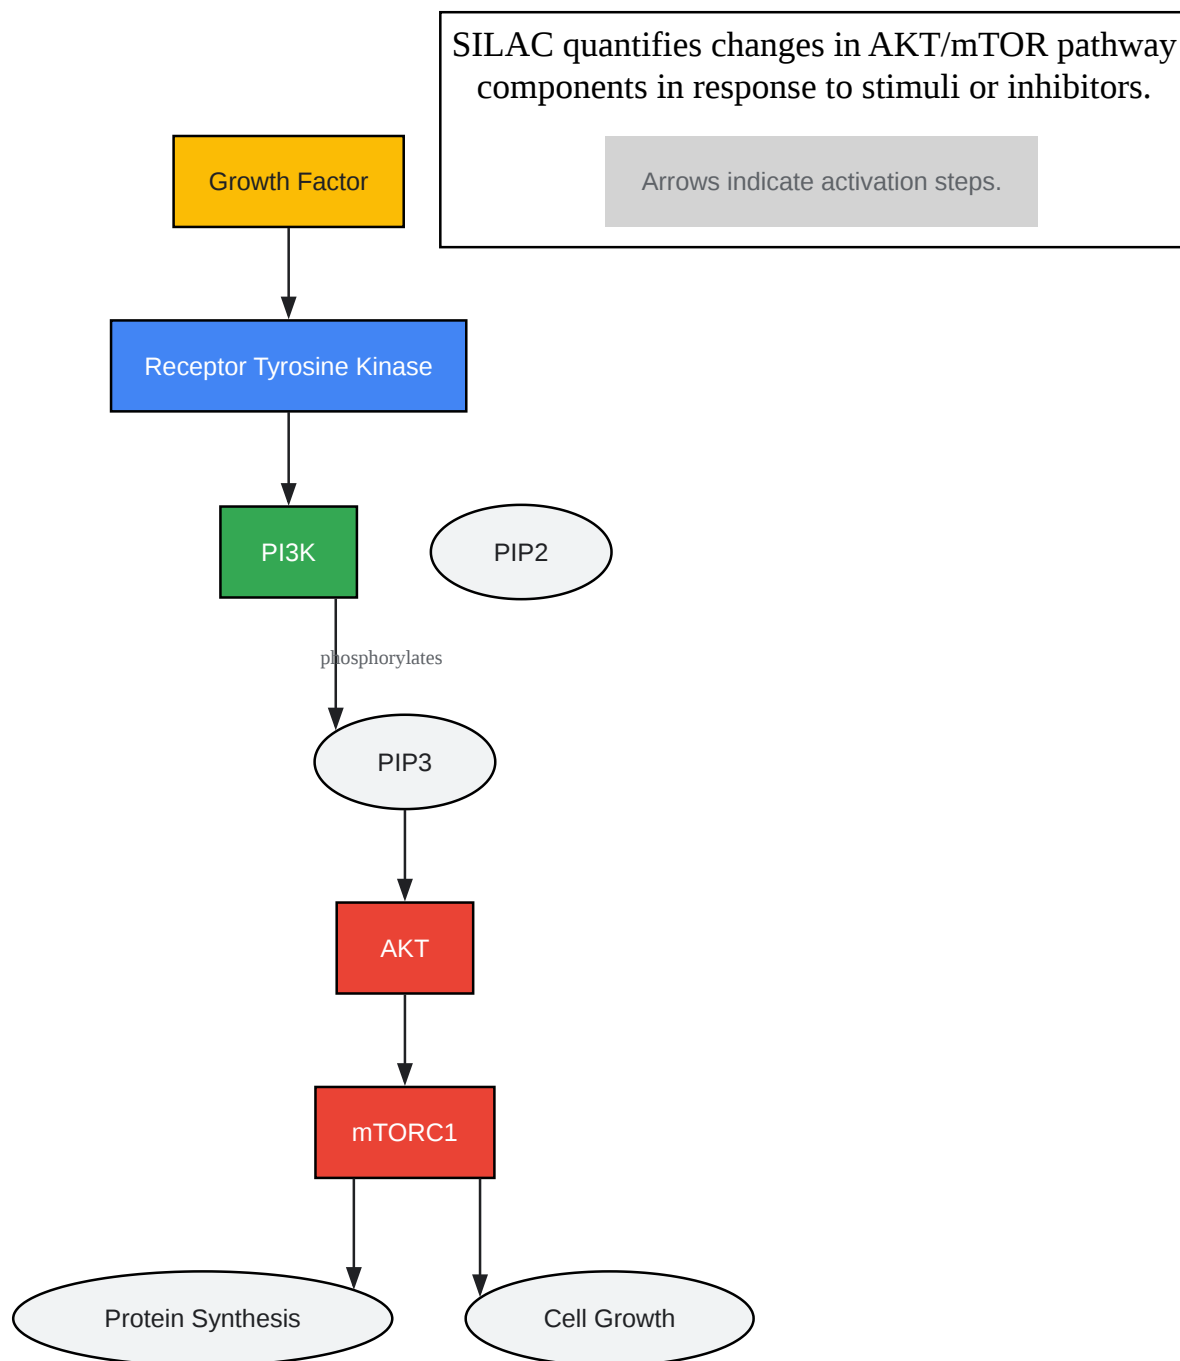 SILAC quantifies changes in AKT/mTOR pathway
components in response to stimuli or inhibitors.
Growth Factor
Arrows indicate activation steps.
Receptor Tyrosine Kinase
PI3K
PIP2
phosphorylates
PIP3
AKT
mTORC1
Protein Synthesis
Cell Growth